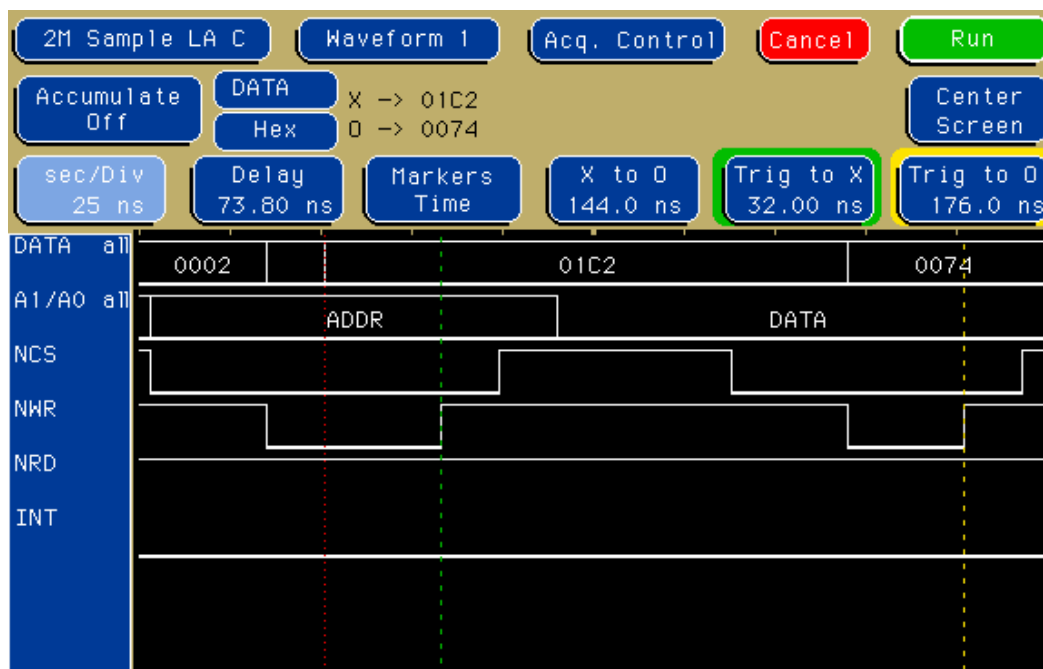 2M Sample LA C Waveform 1 Acq. Control Cancel Run
Accumulate
Off
DATA
Hex
X -> 01C2
O -> 0074
Center
Screen
sec/Div
25 ns
Delay
73.80 ns
Markers
Time
X to O
144.0 ns
Trig to X
32.00 ns
Trig to O
176.0 ns
DATA all 0002 01C2 0074
A1/A0 all ADDR DATA
NCS
NWR
NRD
INT